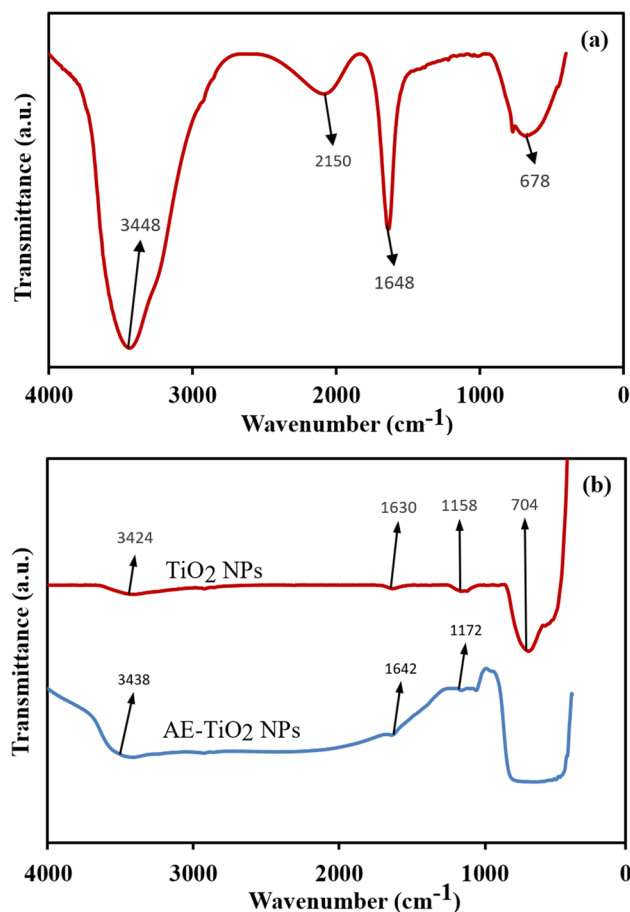 (a)
Transmittance (a.u.)
3448
2150
1648
678
4000 3000 2000 1000 0
Wavenumber (cm-1)
(b)
Transmittance (a.u.)
3424
1630
1158
704
TiO2 NPs
3438
1642
1172
AE-TiO2 NPs
4000 3000 2000 1000 0
Wavenumber (cm-1)